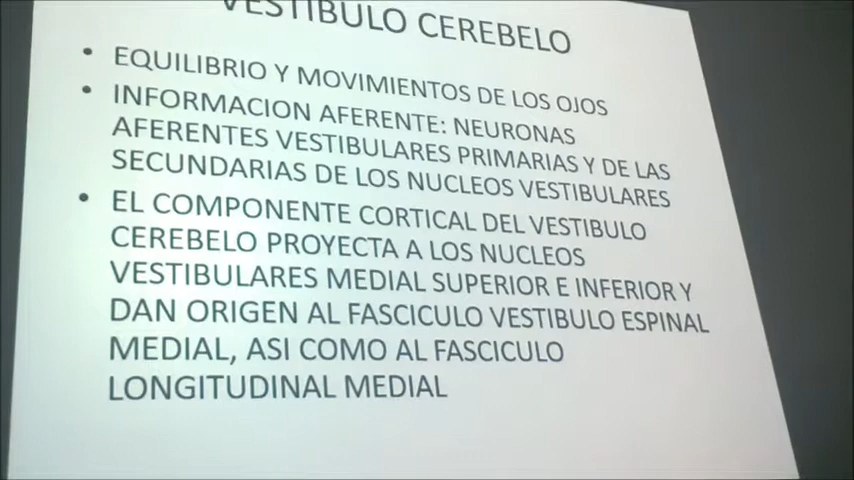 VESTIBULO CEREBELO
• EQUILIBRIO Y MOVIMIENTOS DE LOS OJOS
• INFORMACION AFERENTE: NEURONAS
AFERENTES VESTIBULARES PRIMARIAS Y DE LAS
SECUNDARIAS DE LOS NUCLEOS VESTIBULARES
• EL COMPONENTE CORTICAL DEL VESTIBULO
CEREBELO PROYECTA A LOS NUCLEOS
VESTIBULARES MEDIAL SUPERIOR E INFERIOR Y
DAN ORIGEN AL FASCICULO VESTIBULO ESPINAL
MEDIAL, ASI COMO AL FASCICULO
LONGITUDINAL MEDIAL